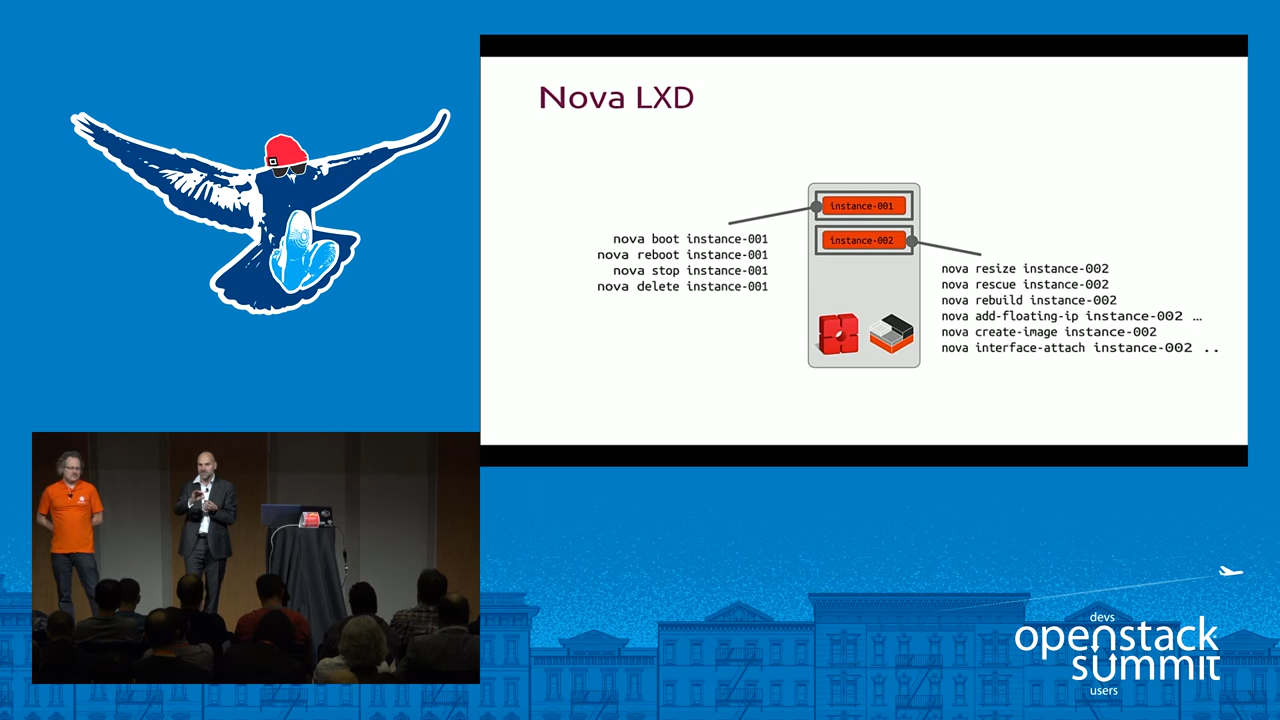 Nova LXD
instance-001
instance-002
nova boot instance-001
nova reboot instance-001
nova stop instance-001
nova delete instance-001
nova resize instance-002
nova rescue instance-002
nova rebuild instance-002
nova add-floating-ip instance-002 …
nova create-image instance-002
nova interface-attach instance-002 ..
devs
openstack
summit
users